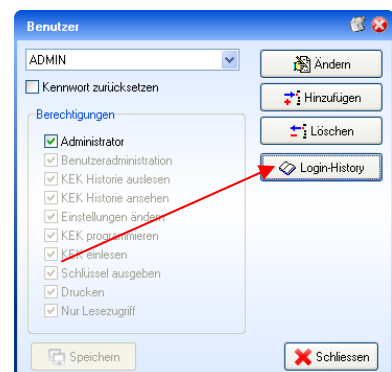 Benutzer
ADMIN
Kennwort zurücksetzen
Berechtigungen
Administrator
Benutzeradministration
KEK Historie auslesen
KEK Historie ansehen
Einstellungen ändern
KEK programmieren
KEK einlesen
Schlüssel ausgeben
Drucken
Nur Lesezugriff
Speichern
Ändern
Hinzufügen
Löschen
Login-History
Schliessen